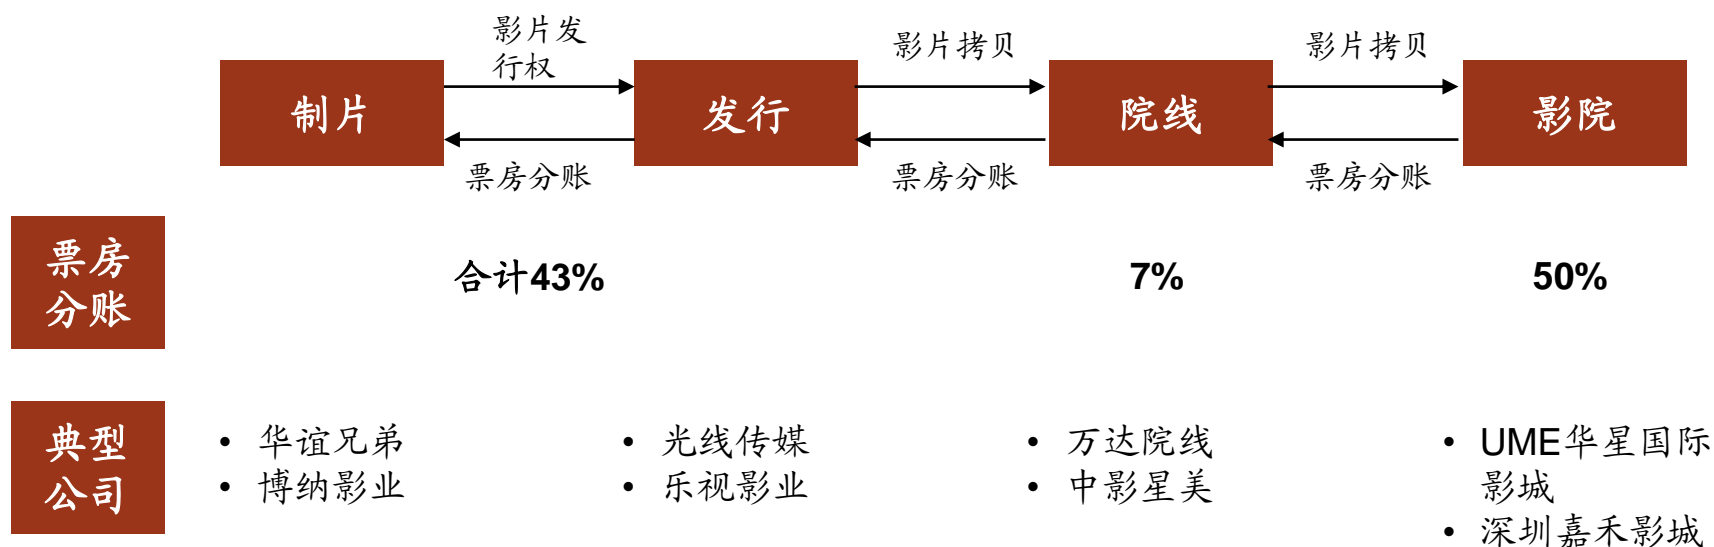 影片发
行权
影片拷贝
影片拷贝
制片
发行
院线
影院
票房分账
票房分账
票房分账
票房
分账
合计43%
7%
50%
典型
公司
• 华谊兄弟
• 博纳影业
• 光线传媒
• 乐视影业
• 万达院线
• 中影星美
• UME华星国际
影城
• 深圳嘉禾影城